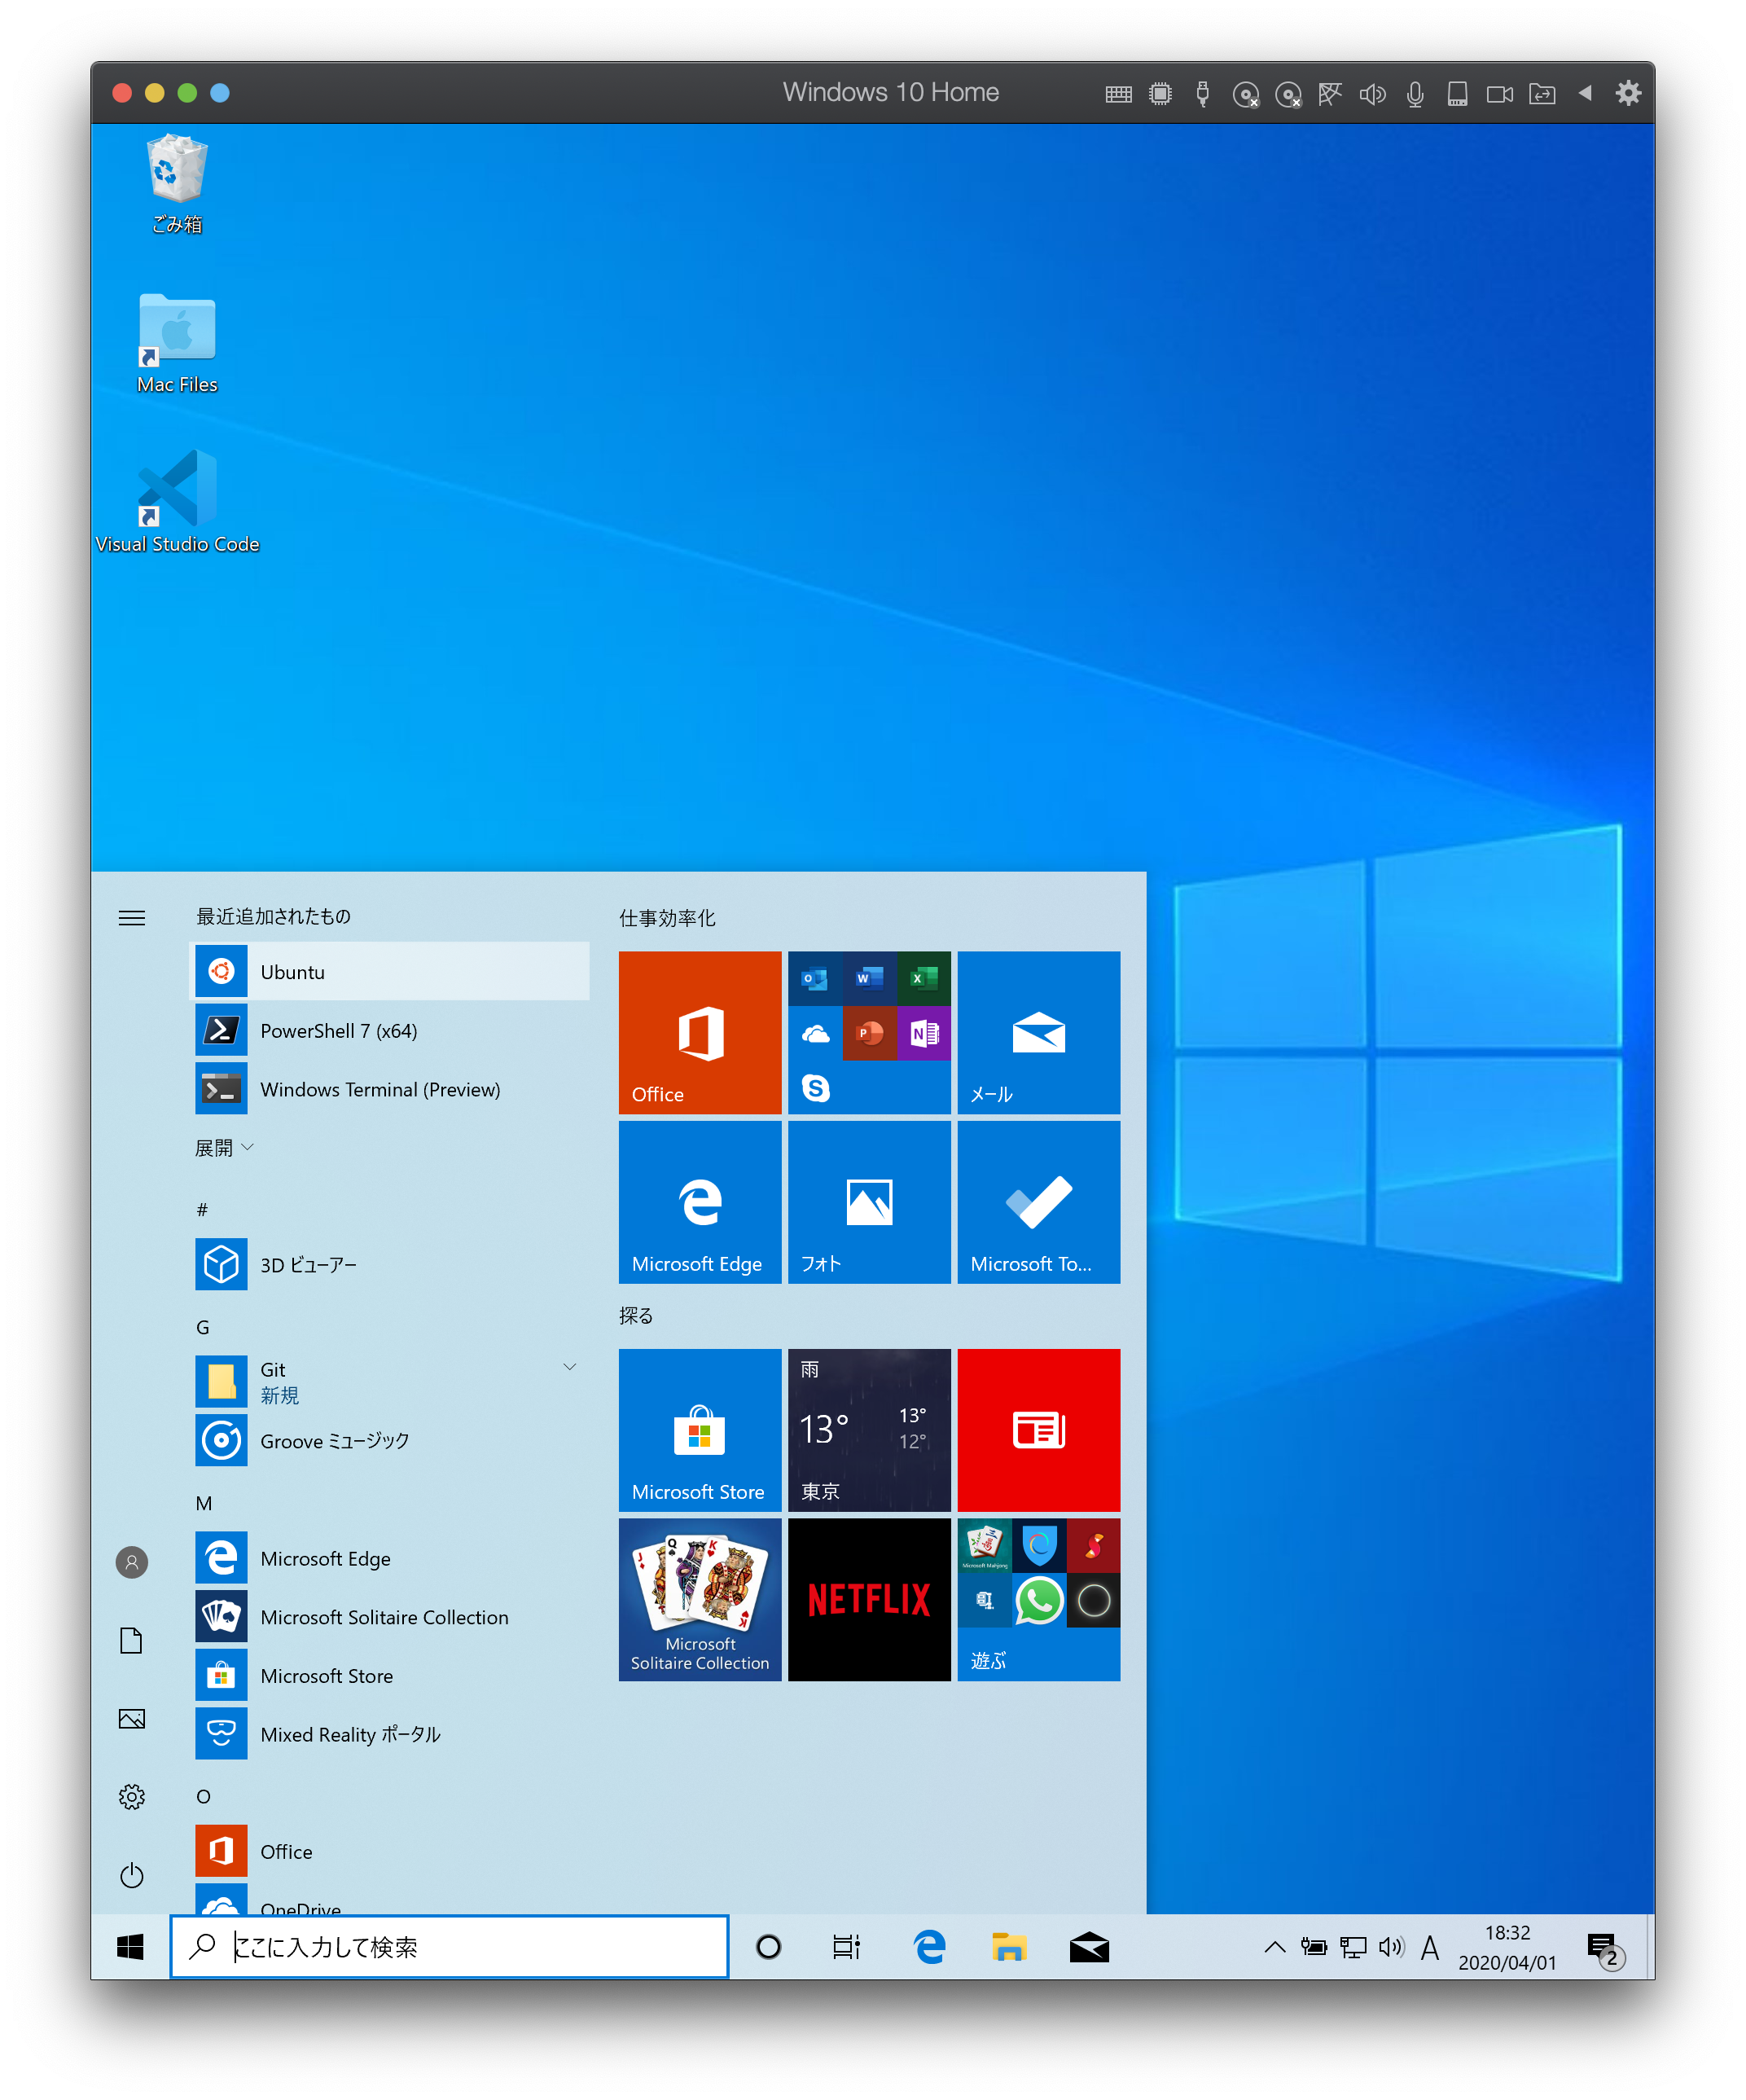 Windows 10 Home
ごみ箱
Mac Files
Visual Studio Code
最近追加されたもの
Ubuntu
PowerShell 7 (x64)
Windows Terminal (Preview)
展開
#
3D ビューアー
G
Git
新規
Groove ミュージック
M
Microsoft Edge
Microsoft Solitaire Collection
Microsoft Store
Mixed Reality ポータル
O
Office
OneDrive
仕事効率化
Office
メール
Microsoft Edge
フォト
Microsoft To...
探る
Microsoft Store
雨
13°
13°
12°
東京
Microsoft
Solitaire Collection
NETFLIX
Microsoft Mahjong
遊ぶ
ここに入力して検索
A
18:32
2020/04/01
2